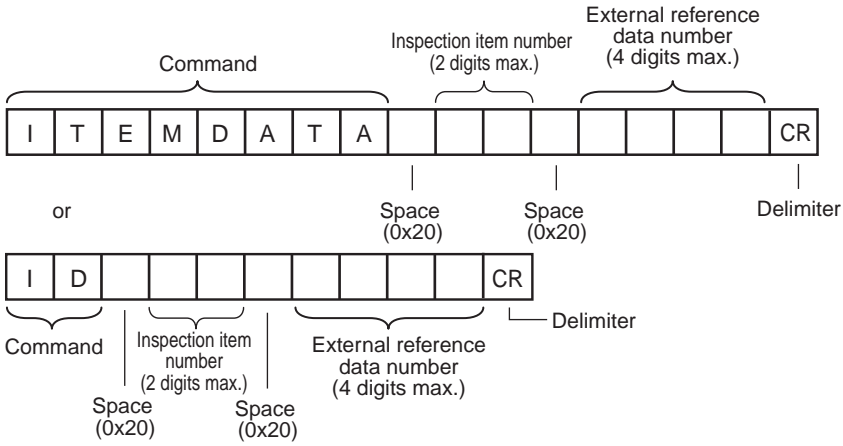 External reference
data number
(4 digits max.)
Inspection item number
(2 digits max.)
Command
I T E M D A T A CR
or
Space
(0x20)
Space
(0x20)
Delimiter
I D CR
Delimiter
Command
Inspection item
number
(2 digits max.)
External reference
data number
(4 digits max.)
Space
(0x20)
Space
(0x20)